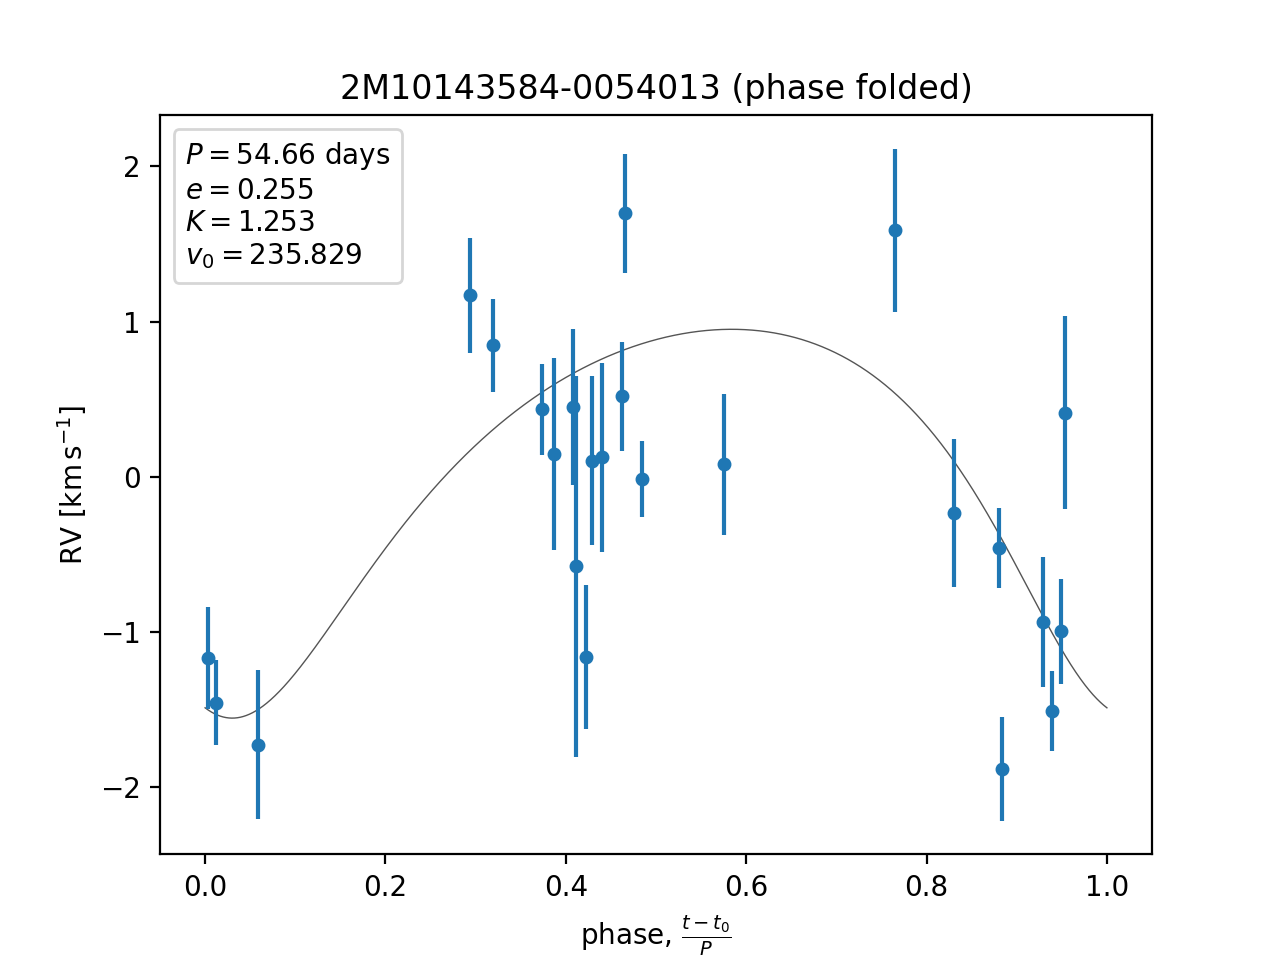 2M10143584-0054013 (phase folded)
P = 54.66 days
e = 0.255
K = 1.253
v₀ = 235.829
2
1
0
−1
−2
RV [km s⁻¹]
0.0 0.2 0.4 0.6 0.8 1.0
phase, (t − t₀)/P